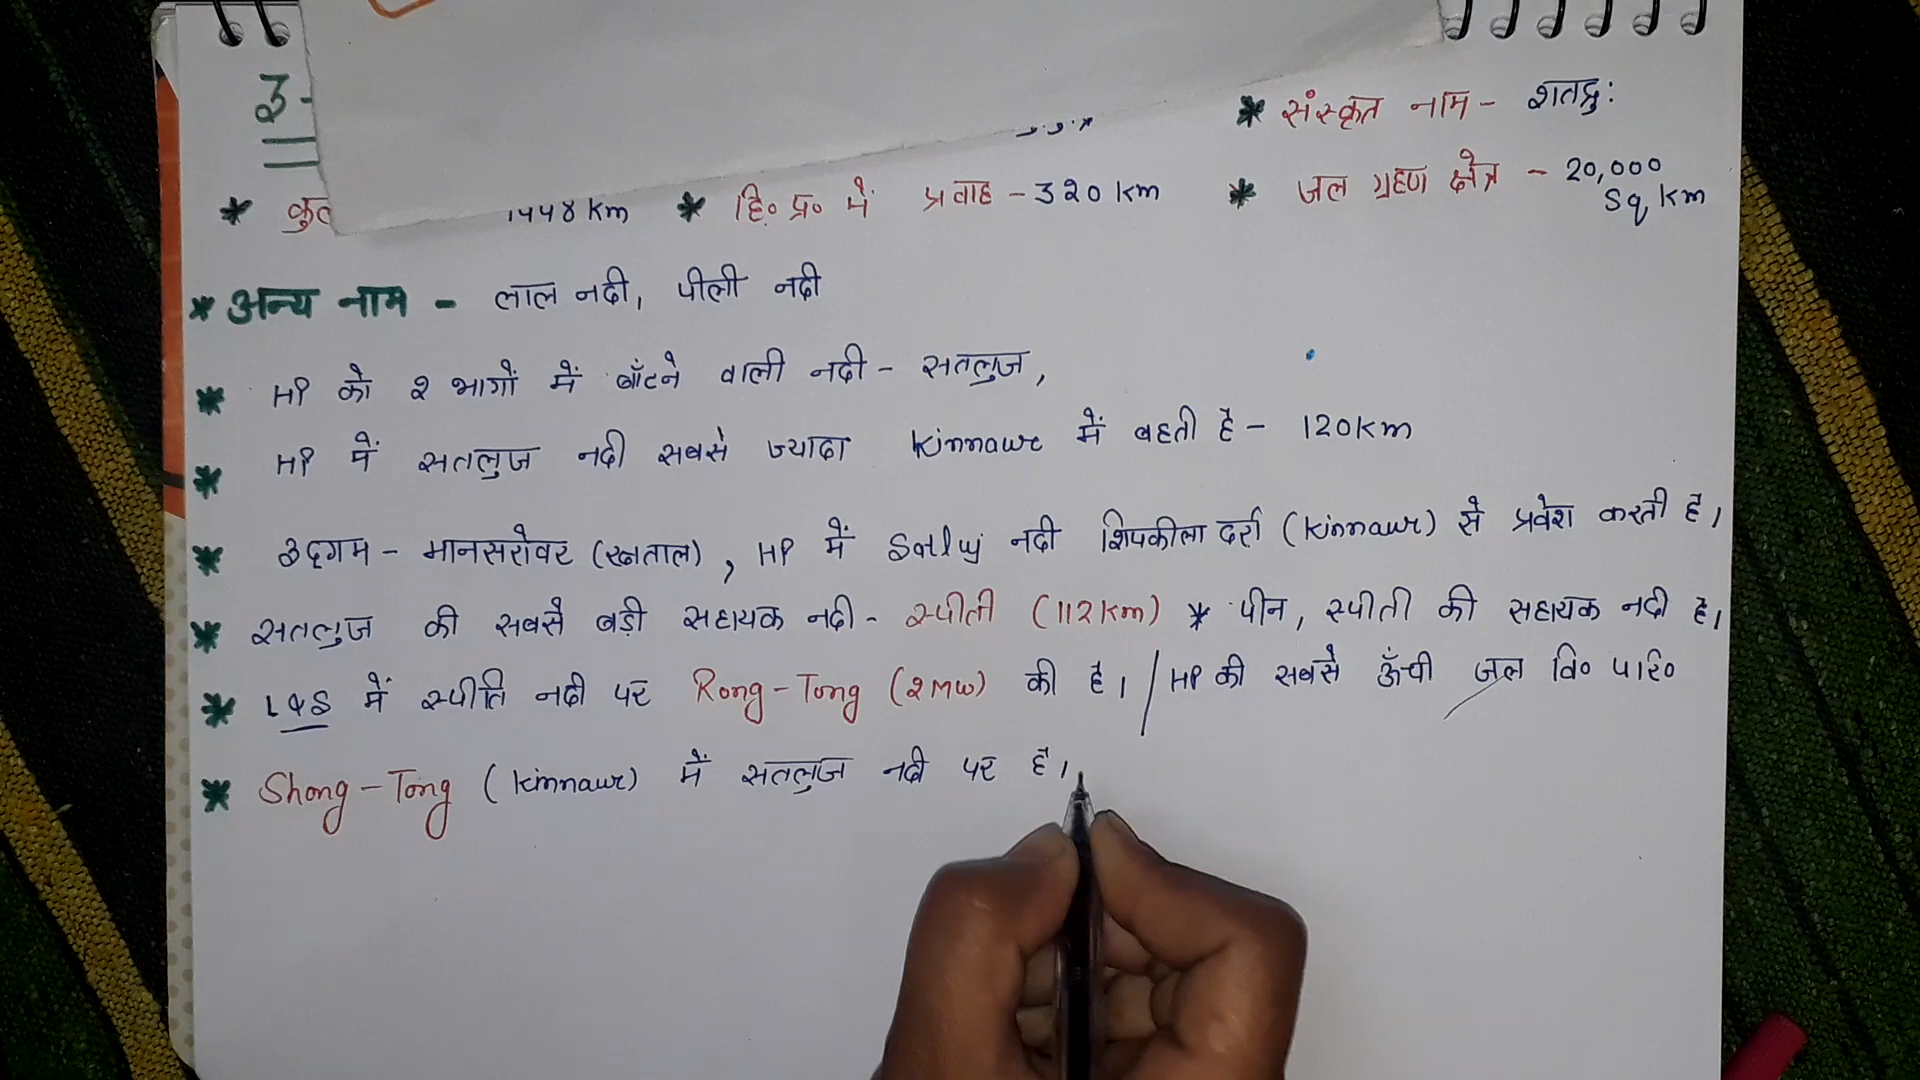 3-
* संस्कृत नाम - शतद्रुः
* कुल 1448 Km * हि० प्र० में प्रवाह - 320 km * जल ग्रहण क्षेत्र - 20,000 Sq km
* अन्य नाम - लाल नदी, पीली नदी
* HP को 2 भागों में बाँटने वाली नदी - सतलुज,
* HP में सतलुज नदी सबसे ज्यादा Kinnaur में बहती है - 120km
* उद्गम - मानसरोवर (रक्षताल), HP में Satluj नदी शिपकीला दर्रा (Kinnaur) से प्रवेश करती है।
* सतलुज की सबसे बड़ी सहायक नदी - स्पीती (112km) * पीन, स्पीती की सहायक नदी है।
* L&S में स्पीति नदी पर Rong-Tong (2MW) की है। / HP की सबसे ऊँची जल वि० परि०
* Shong-Tong (Kinnaur) में सतलुज नदी पर है।